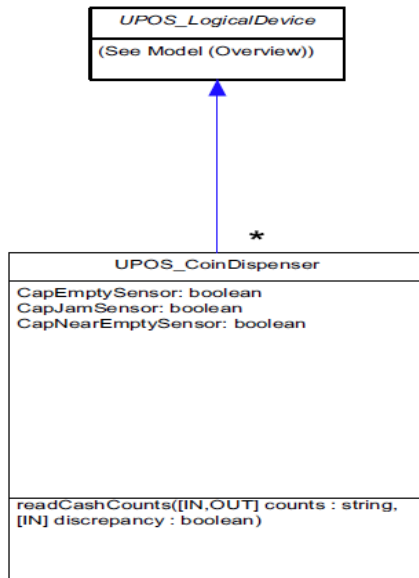 UPOS_LogicalDevice
(See Model (Overview))
*
UPOS_CoinDispenser
CapEmptySensor: boolean
CapJamSensor: boolean
CapNearEmptySensor: boolean
readCashCounts([IN,OUT] counts : string,
[IN] discrepancy : boolean)